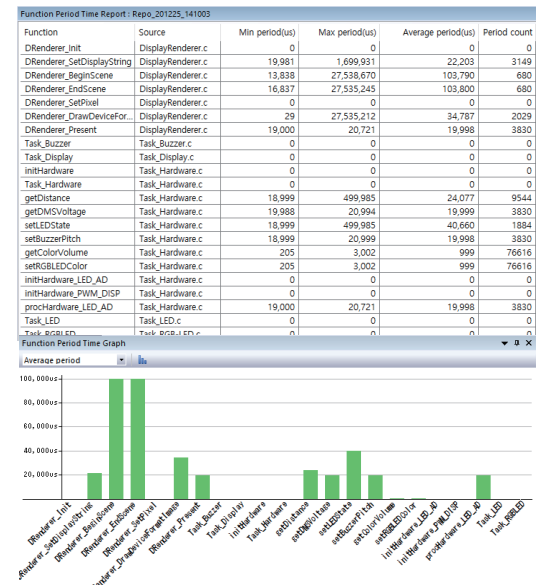 Function Period Time Report : Repo_201225_141003
Function Source Min period(us) Max period(us) Average period(us) Period count
DRenderer_Init DisplayRenderer.c 0 0 0 0
DRenderer_SetDisplayString DisplayRenderer.c 19,981 1,699,931 22,203 3149
DRenderer_BeginScene DisplayRenderer.c 13,838 27,538,670 103,790 680
DRenderer_EndScene DisplayRenderer.c 16,837 27,535,245 103,800 680
DRenderer_SetPixel DisplayRenderer.c 0 0 0 0
DRenderer_DrawDeviceFor... DisplayRenderer.c 29 27,535,212 34,787 2029
DRenderer_Present DisplayRenderer.c 19,000 20,721 19,998 3830
Task_Buzzer Task_Buzzer.c 0 0 0 0
Task_Display Task_Display.c 0 0 0 0
initHardware Task_Hardware.c 0 0 0 0
Task_Hardware Task_Hardware.c 0 0 0 0
getDistance Task_Hardware.c 18,999 499,985 24,077 9544
getDMSVoltage Task_Hardware.c 19,988 20,994 19,999 3830
setLEDState Task_Hardware.c 18,999 499,985 40,660 1884
setBuzzerPitch Task_Hardware.c 18,999 20,999 19,998 3830
getColorVolume Task_Hardware.c 205 3,002 999 76616
setRGBLEDColor Task_Hardware.c 205 3,002 999 76616
initHardware_LED_AD Task_Hardware.c 0 0 0 0
initHardware_PWM_DISP Task_Hardware.c 0 0 0 0
procHardware_LED_AD Task_Hardware.c 19,000 20,721 19,998 3830
Task_LED Task_LED.c 0 0 0 0
Task_RGBLED Task_RGB-LED.c 0 0 0 0
Function Period Time Graph
Average period
100,000us
80,000us
60,000us
40,000us
20,000us
DRenderer_Init
DRenderer_SetDisplayString
DRenderer_BeginScene
DRenderer_EndScene
DRenderer_SetPixel
DRenderer_DrawDeviceFormatImage
DRenderer_Present
Task_Buzzer
Task_Display
initHardware
Task_Hardware
getDistance
getDMSVoltage
setLEDState
setBuzzerPitch
getColorVolume
setRGBLEDColor
initHardware_LED_AD
initHardware_PWM_DISP
procHardware_LED_AD
Task_LED
Task_RGBLED